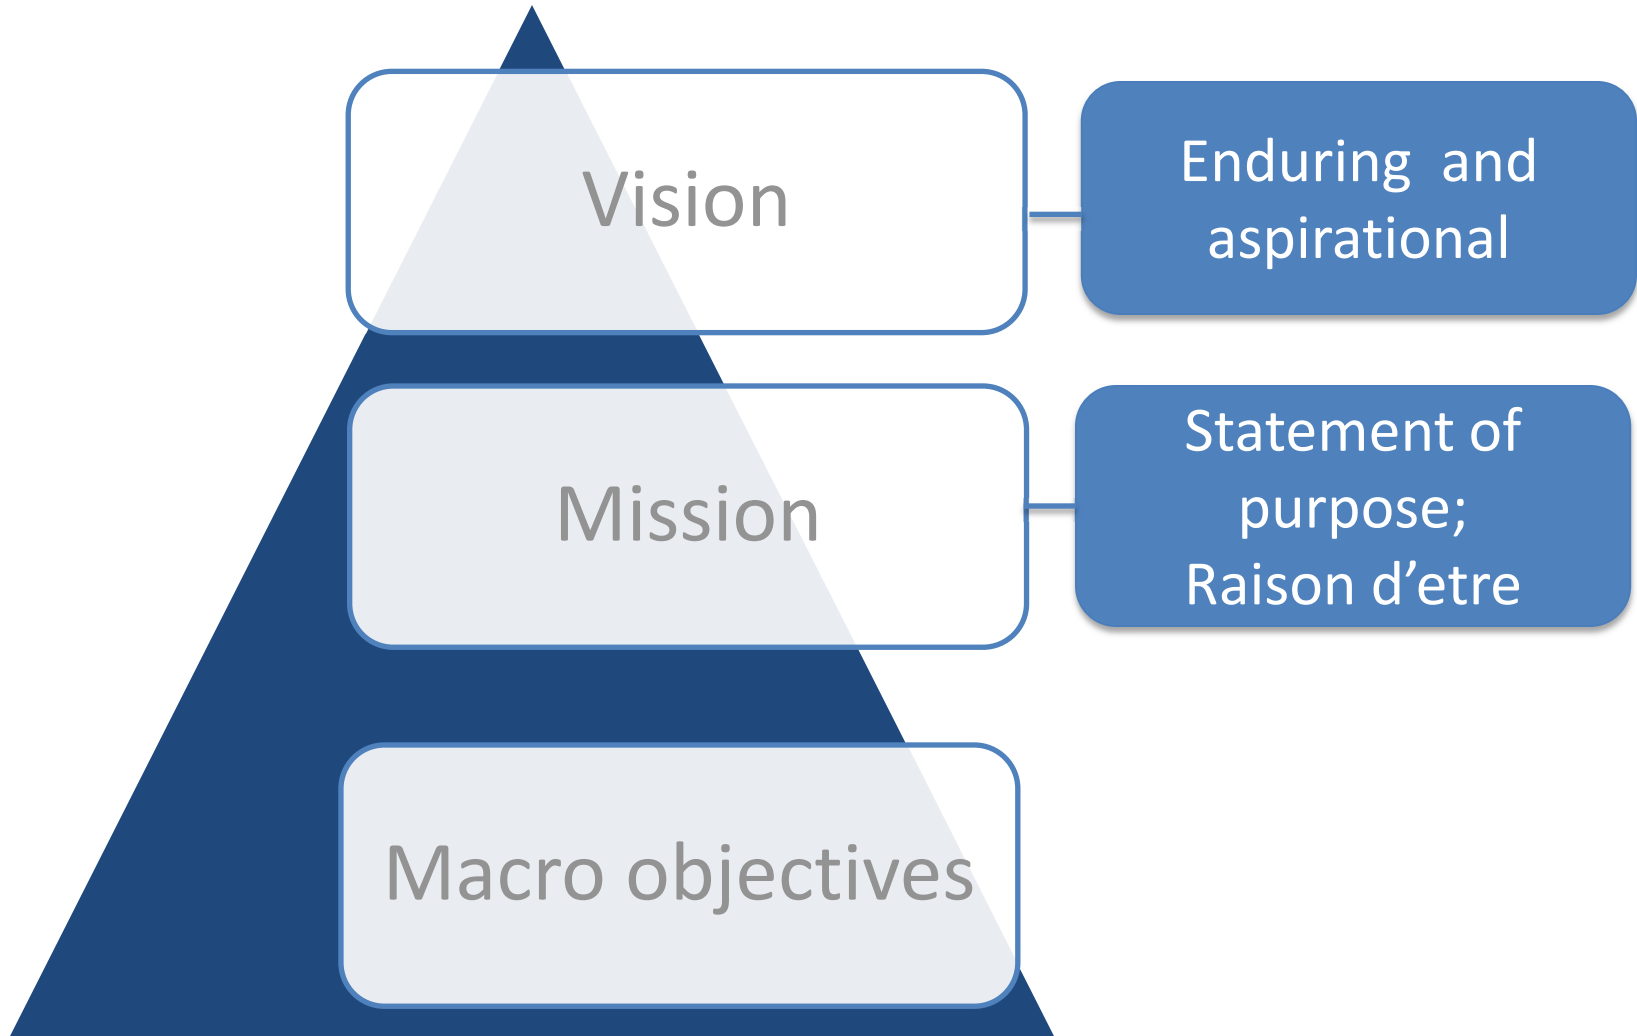 Vision
Enduring  and
aspirational
Mission
Statement of
purpose;
Raison d’etre
Macro objectives